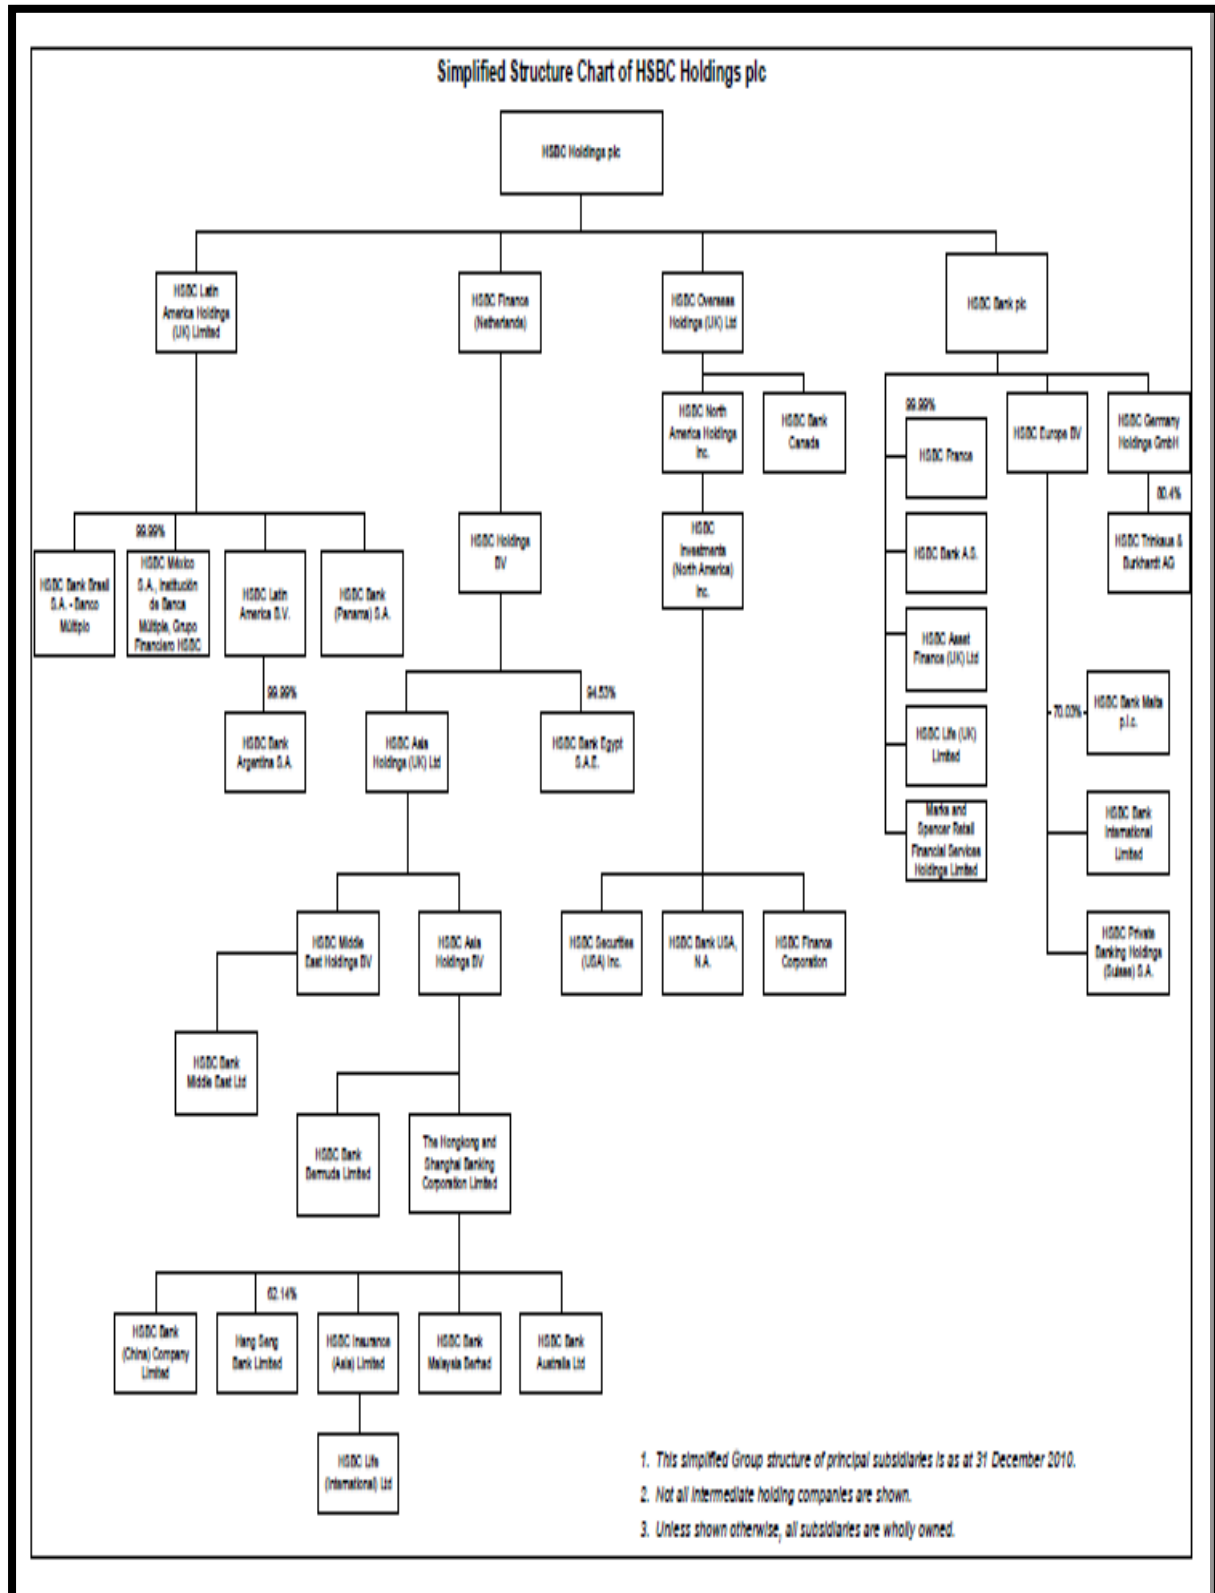 Simplified Structure Chart of HSBC Holdings plc
HSBC Holdings plc
HSBC Latin
America Holdings
(UK) Limited
HSBC Finance
(Netherlands)
HSBC Overseas
Holdings (UK) Ltd
HSBC Bank plc
HSBC North
America Holdings
Inc.
HSBC Bank
Canada
99.99%
HSBC France
HSBC Europe BV
HSBC Germany
Holdings GmbH
80.4%
99.99%
HSBC Bank Brasil
S.A. - Banco
Múltiplo
HSBC México
S.A., Institución
de Banca
Múltiple, Grupo
Financiero HSBC
HSBC Latin
America B.V.
HSBC Bank
(Panama) S.A.
HSBC Holdings
BV
HSBC
Investments
(North America)
Inc.
HSBC Bank A.S.
HSBC Trinkaus &
Burkhardt AG
HSBC Asset
Finance (UK) Ltd
99.99%
HSBC Bank
Argentina S.A.
HSBC Asia
Holdings (UK) Ltd
94.53%
HSBC Bank Egypt
S.A.E.
HSBC Life (UK)
Limited
70.03%
HSBC Bank Malta
p.l.c.
Marks and
Spencer Retail
Financial Services
Holdings Limited
HSBC Bank
International
Limited
HSBC Middle
East Holdings BV
HSBC Asia
Holdings BV
HSBC Securities
(USA) Inc.
HSBC Bank USA,
N.A.
HSBC Finance
Corporation
HSBC Private
Banking Holdings
(Suisse) S.A.
HSBC Bank
Middle East Ltd
HSBC Bank
Bermuda Limited
The Hongkong and
Shanghai Banking
Corporation Limited
62.14%
HSBC Bank
(China) Company
Limited
Hang Seng
Bank Limited
HSBC Insurance
(Asia) Limited
HSBC Bank
Malaysia Berhad
HSBC Bank
Australia Ltd
HSBC Life
(International) Ltd
1. This simplified Group structure of principal subsidiaries is as at 31 December 2010.
2. Not all intermediate holding companies are shown.
3. Unless shown otherwise, all subsidiaries are wholly owned.